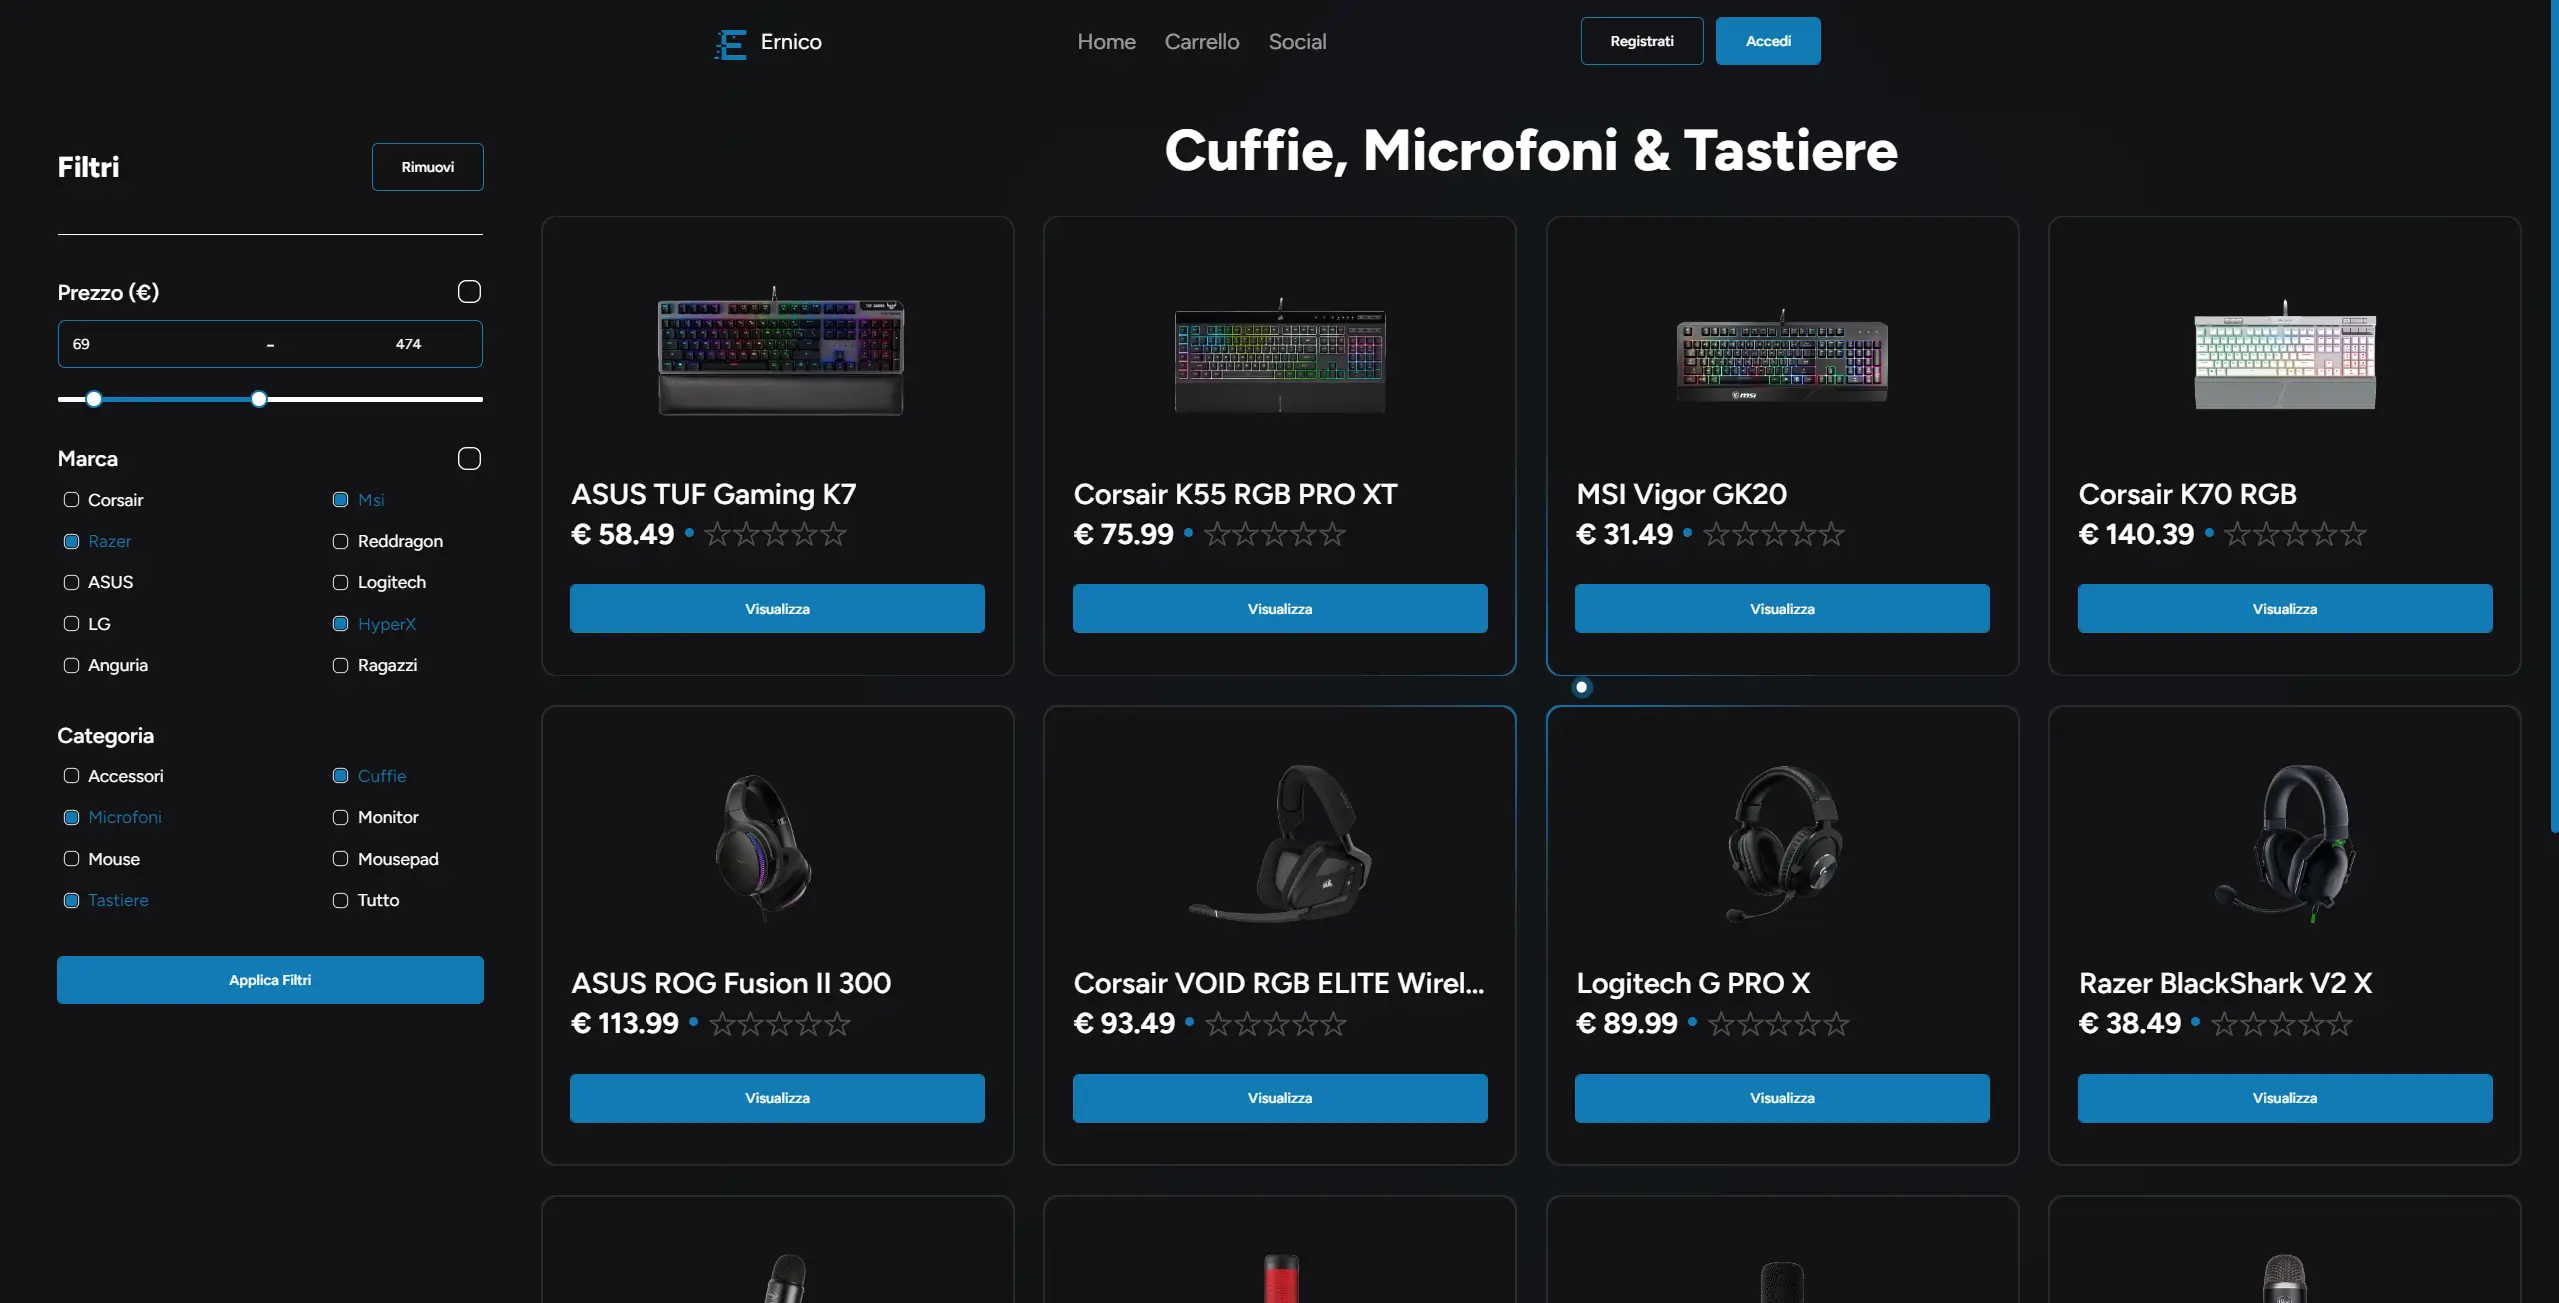 Ernico
Home Carrello Social
Registrati Accedi
Filtri Rimuovi
Prezzo (€)
69 - 474
Marca
Corsair Msi
Razer Reddragon
ASUS Logitech
LG HyperX
Anguria Ragazzi
Categoria
Accessori Cuffie
Microfoni Monitor
Mouse Mousepad
Tastiere Tutto
Applica Filtri
Cuffie, Microfoni & Tastiere
ASUS TUF Gaming K7
€ 58.49
Visualizza
Corsair K55 RGB PRO XT
€ 75.99
Visualizza
msi
MSI Vigor GK20
€ 31.49
Visualizza
Corsair K70 RGB
€ 140.39
Visualizza
ASUS ROG Fusion II 300
€ 113.99
Visualizza
Corsair VOID RGB ELITE Wirel...
€ 93.49
Visualizza
Logitech G PRO X
€ 89.99
Visualizza
Razer BlackShark V2 X
€ 38.49
Visualizza